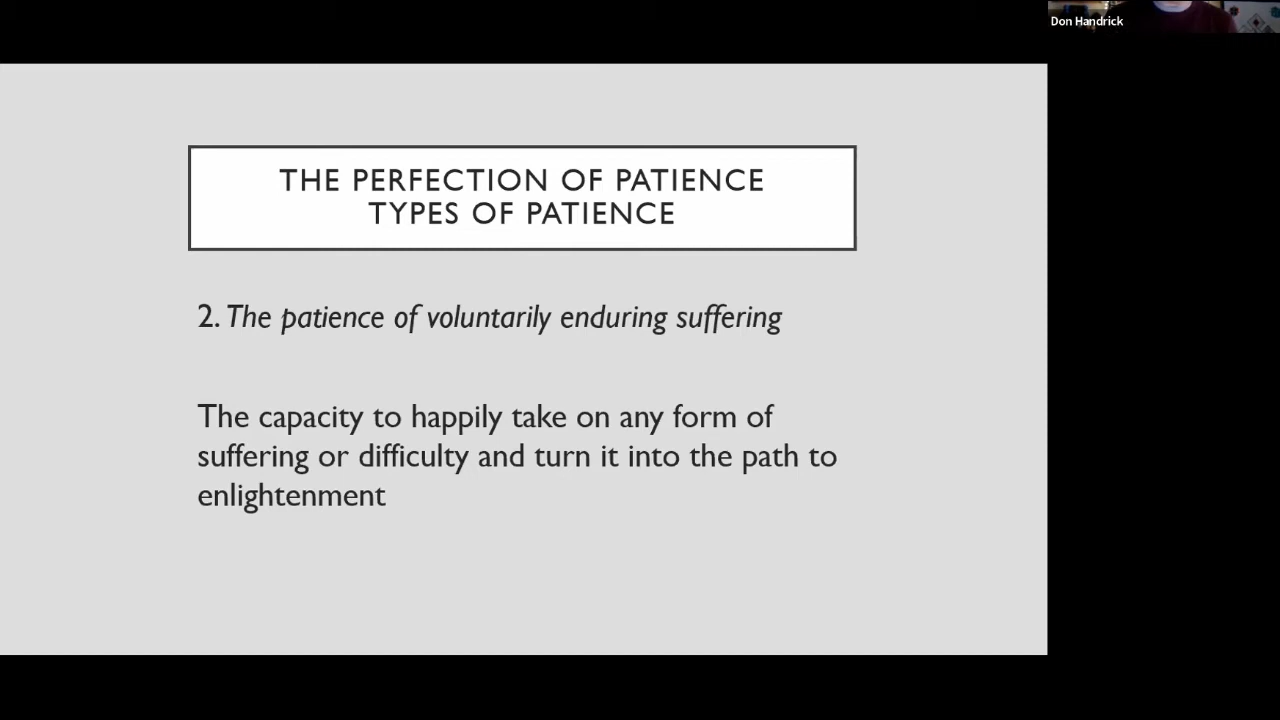 Don Handrick
THE PERFECTION OF PATIENCE
TYPES OF PATIENCE
2. The patience of voluntarily enduring suffering
The capacity to happily take on any form of
suffering or difficulty and turn it into the path to
enlightenment